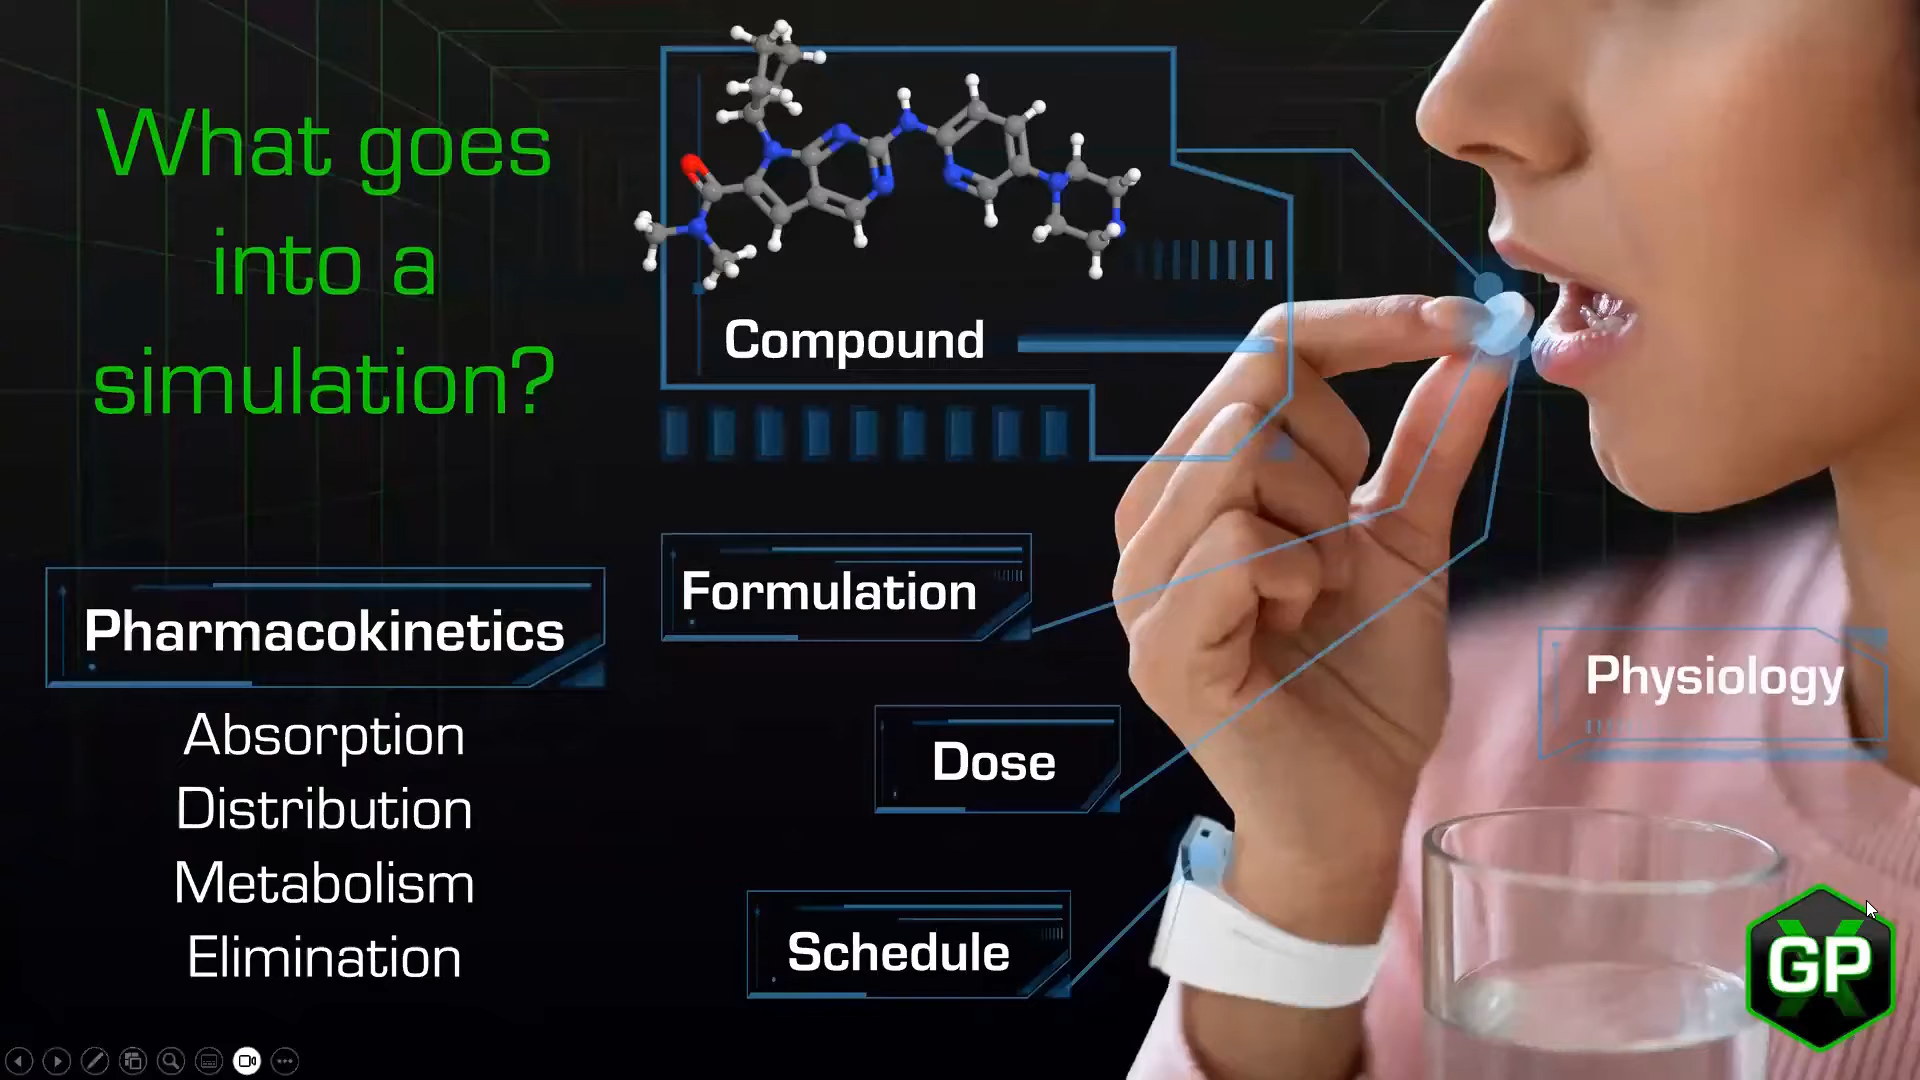 What goes
into a
simulation?
Compound
Formulation
Pharmacokinetics
Physiology
Absorption
Distribution
Metabolism
Elimination
Dose
Schedule
GP
X